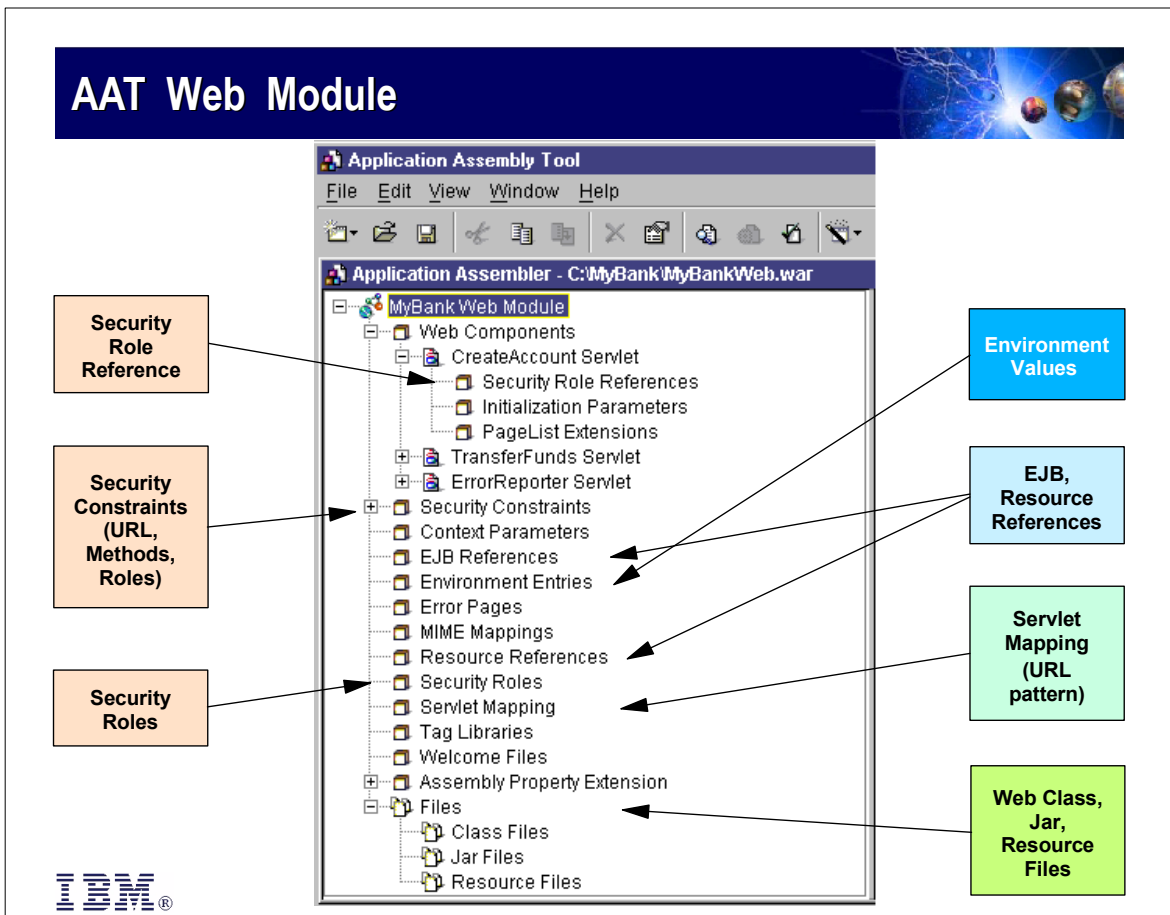 AAT Web Module
Application Assembly Tool
File Edit View Window Help
Application Assembler - C:\MyBank\MyBankWeb.war
MyBank Web Module
Web Components
CreateAccount Servlet
Security Role References
Initialization Parameters
PageList Extensions
TransferFunds Servlet
ErrorReporter Servlet
Security Constraints
Context Parameters
EJB References
Environment Entries
Error Pages
MIME Mappings
Resource References
Security Roles
Servlet Mapping
Tag Libraries
Welcome Files
Assembly Property Extension
Files
Class Files
Jar Files
Resource Files
Security
Role
Reference
Security
Constraints
(URL,
Methods,
Roles)
Security
Roles
Environment
Values
EJB,
Resource
References
Servlet
Mapping
(URL
pattern)
Web Class,
Jar,
Resource
Files
IBM®